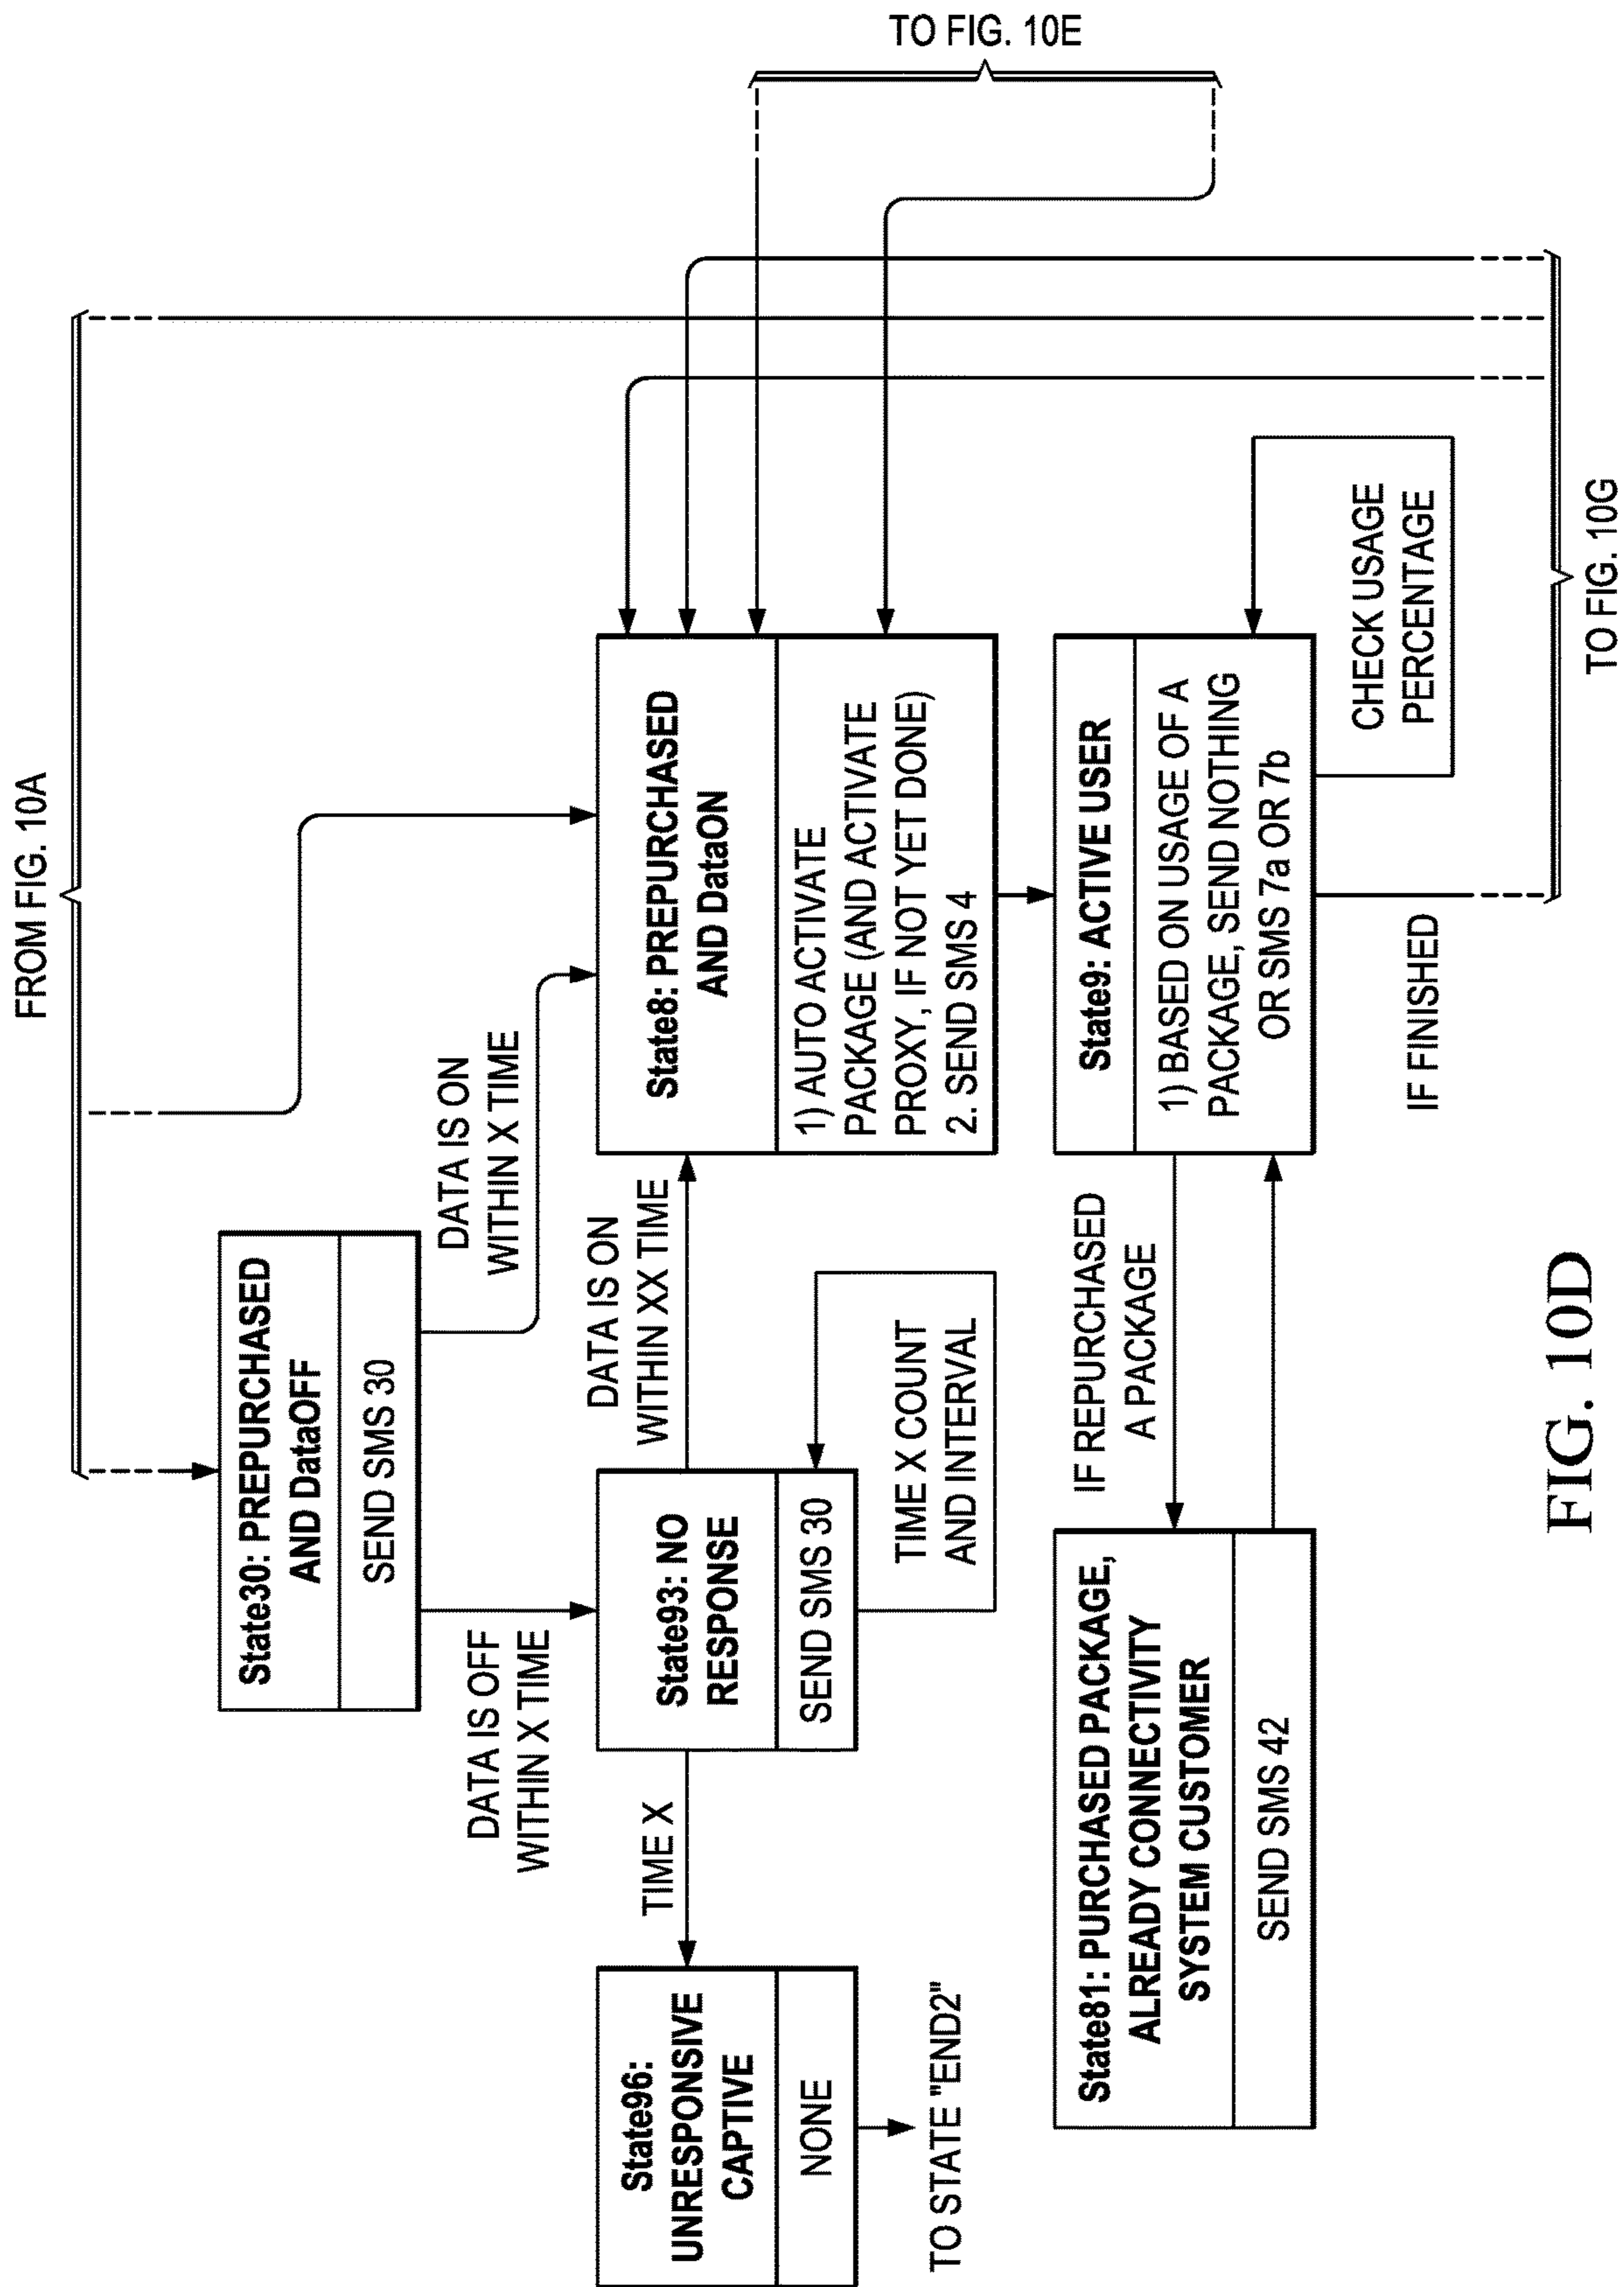 FROM FIG. 10A
State30: PREPURCHASED
AND DataOFF
SEND SMS 30
DATA IS OFF
WITHIN X TIME
DATA IS ON
WITHIN X TIME
TO FIG. 10E
State96:
UNRESPONSIVE
CAPTIVE
NONE
TO STATE "END2"
TIME X
State93: NO
RESPONSE
SEND SMS 30
TIME X COUNT
AND INTERVAL
DATA IS ON
WITHIN XX TIME
State8: PREPURCHASED
AND DataON
1) AUTO ACTIVATE
PACKAGE (AND ACTIVATE
PROXY, IF NOT YET DONE)
2. SEND SMS 4
State81: PURCHASED PACKAGE,
ALREADY CONNECTIVITY
SYSTEM CUSTOMER
SEND SMS 42
IF REPURCHASED
A PACKAGE
State9: ACTIVE USER
1) BASED ON USAGE OF A
PACKAGE, SEND NOTHING
OR SMS 7a OR 7b
CHECK USAGE
PERCENTAGE
IF FINISHED
TO FIG. 10G
FIG. 10D